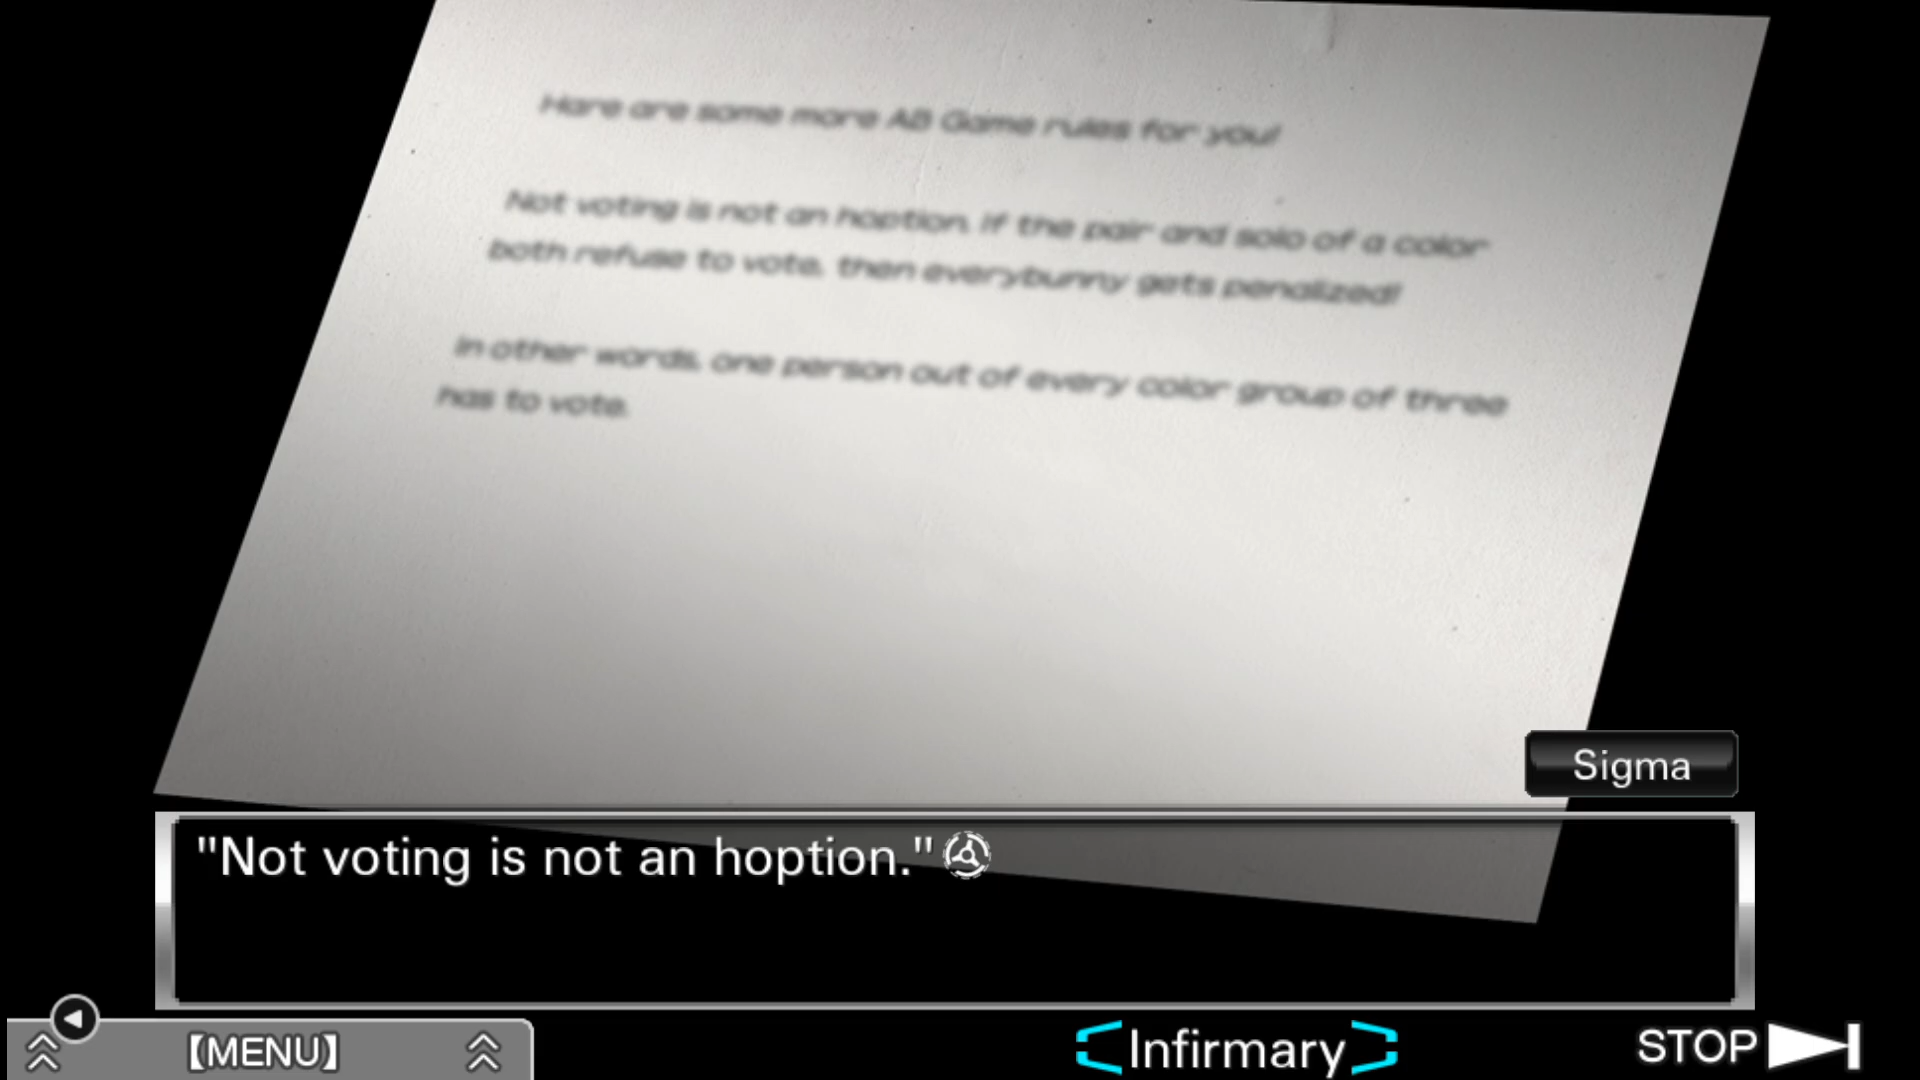 Hare are some more AB Game rules for you!
Not voting is not an hoption. If the pair and solo of a color
both refuse to vote, then everybunny gets penalized!
In other words, one person out of every color group of three
has to vote.
Sigma
"Not voting is not an hoption."
【MENU】
Infirmary
STOP